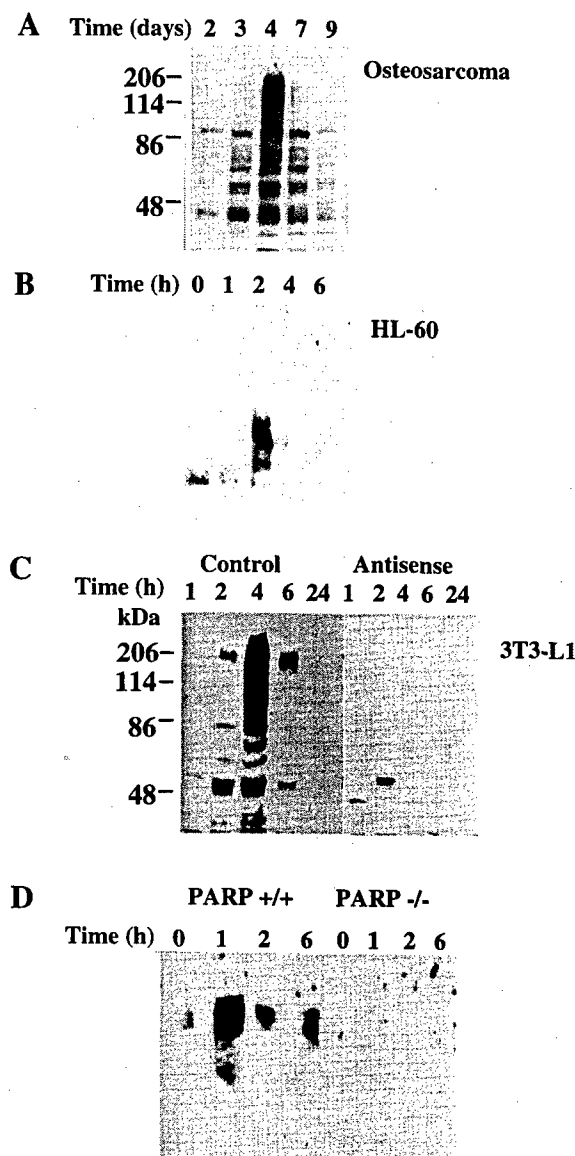 A Time (days) 2 3 4 7 9
Osteosarcoma
206
114
86
48
B Time (h) 0 1 2 4 6
HL-60
C Control Antisense
Time (h) 1 2 4 6 24 1 2 4 6 24
kDa
206
3T3-L1
114
86
48
D PARP +/+ PARP -/-
Time (h) 0 1 2 6 0 1 2 6